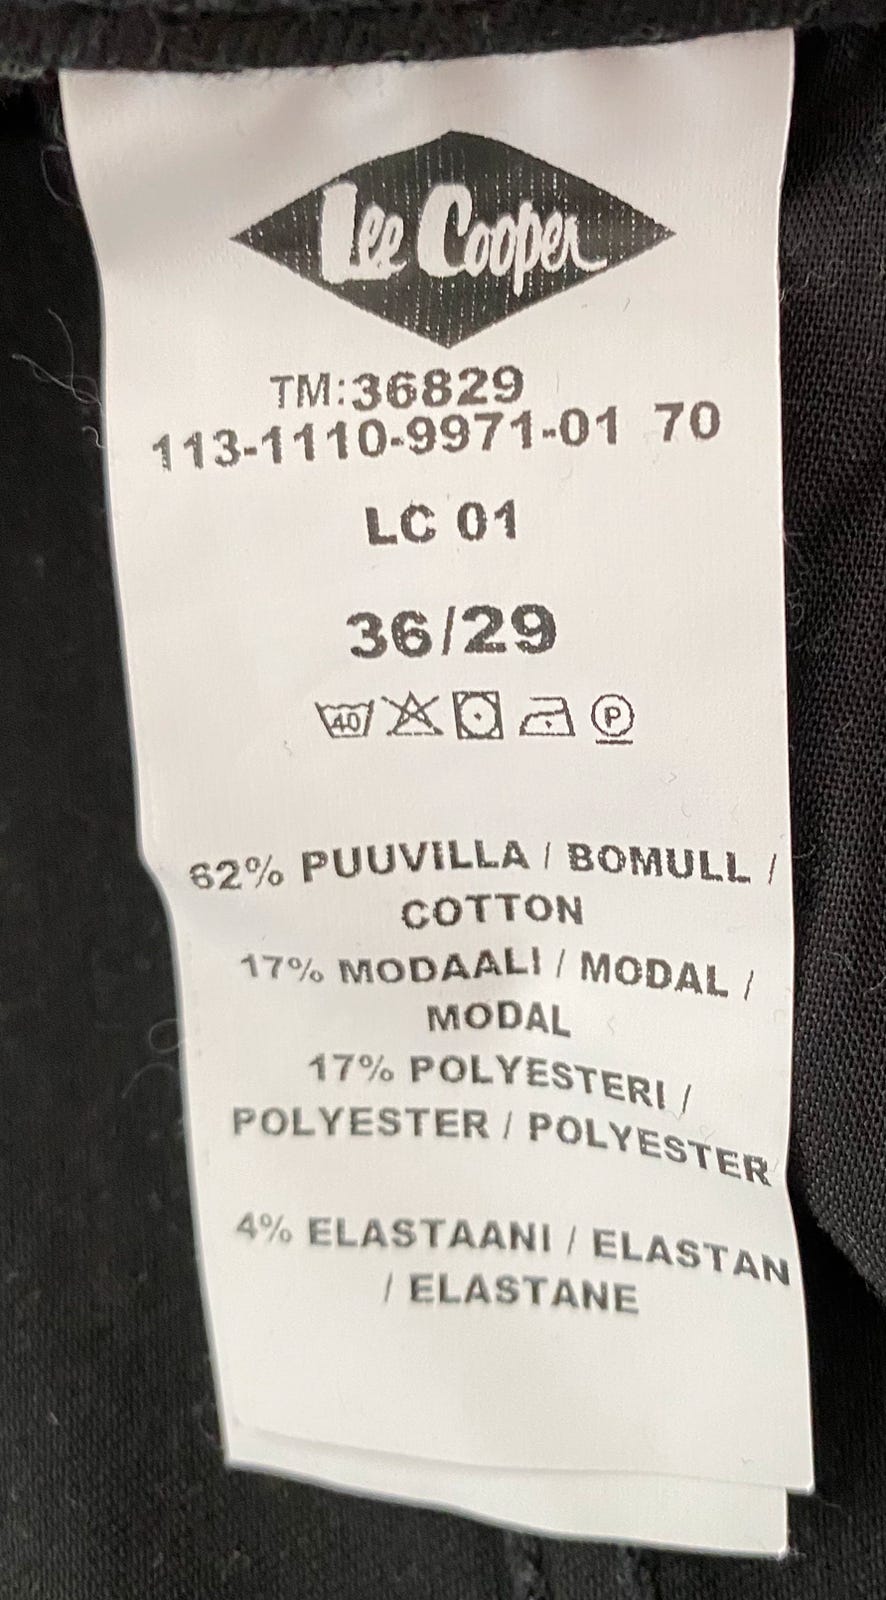 Lee Cooper
TM:36829
113-1110-9971-01 70
LC 01
36/29
40 P
62% PUUVILLA / BOMULL /
COTTON
17% MODAALI / MODAL /
MODAL
17% POLYESTERI /
POLYESTER / POLYESTER
4% ELASTAANI / ELASTAN
/ ELASTANE